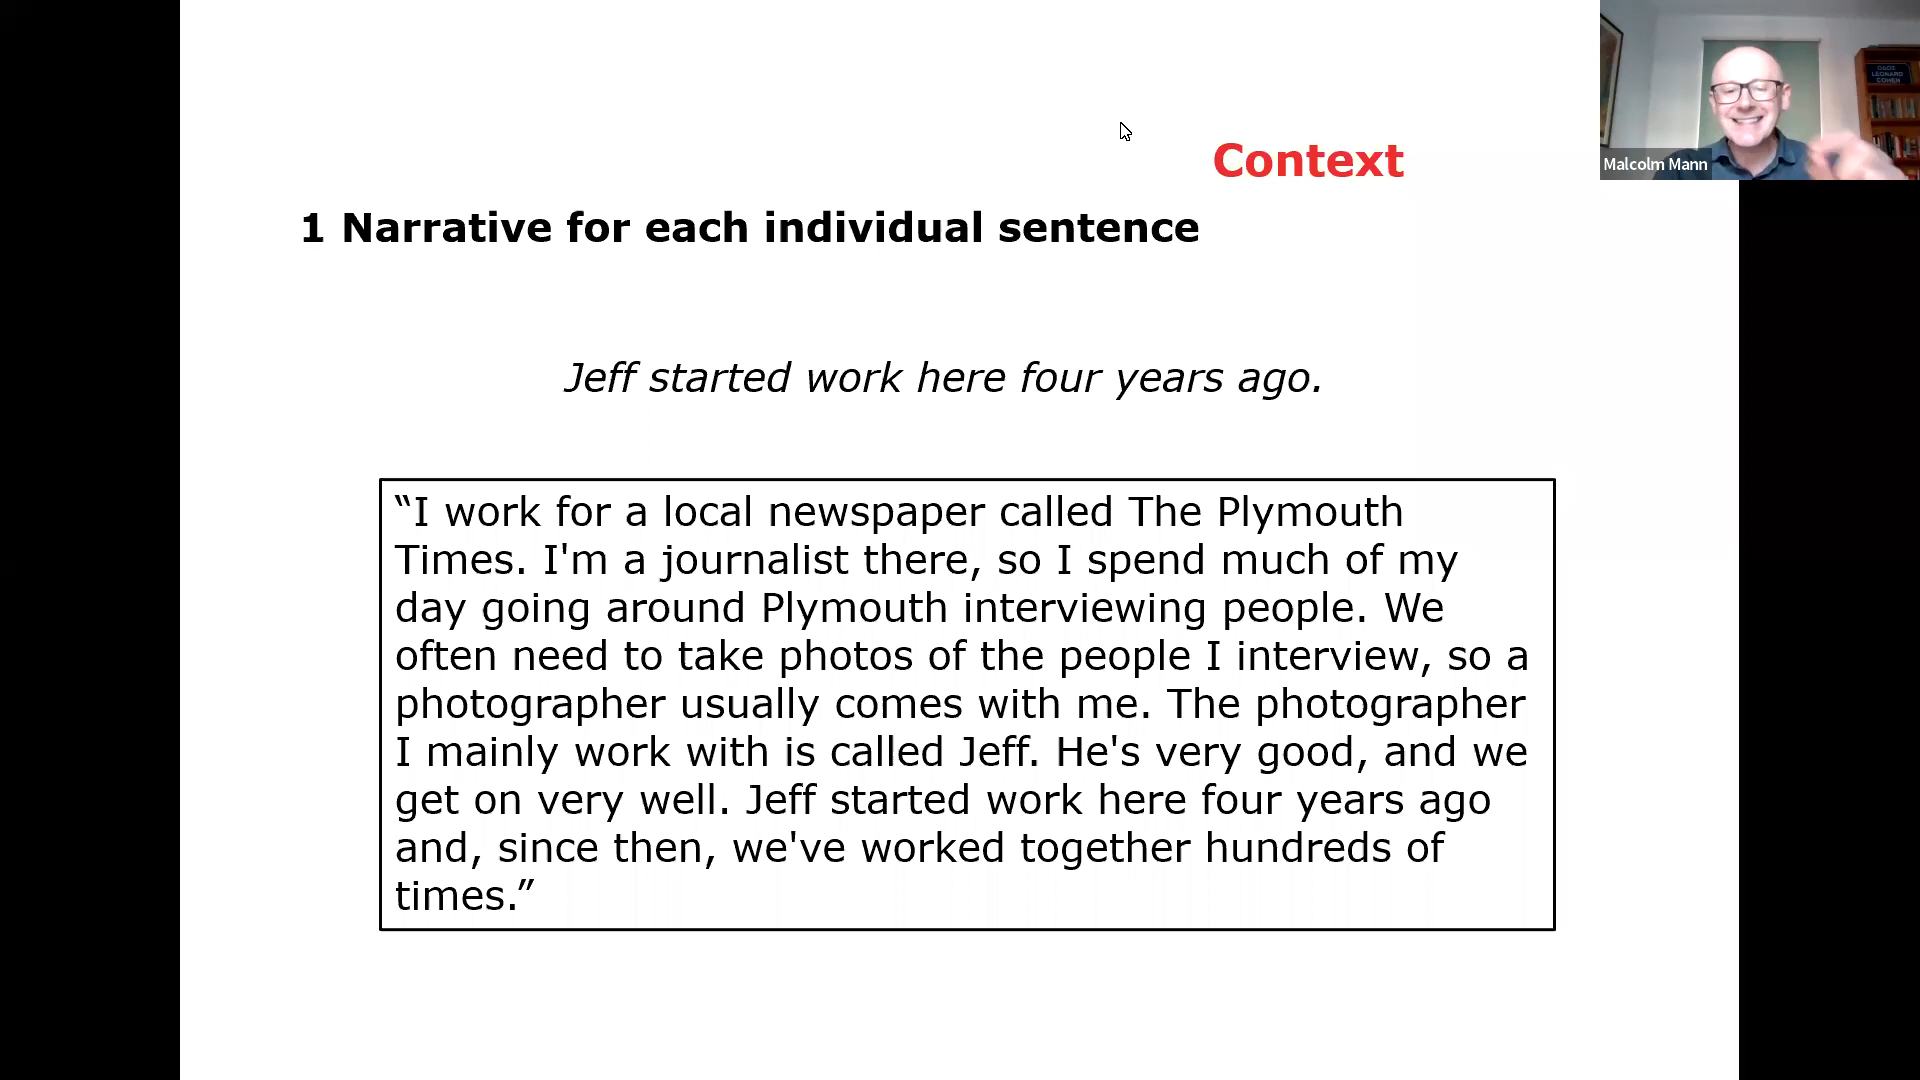 Context
1 Narrative for each individual sentence
Jeff started work here four years ago.
“I work for a local newspaper called The Plymouth
Times. I'm a journalist there, so I spend much of my
day going around Plymouth interviewing people. We
often need to take photos of the people I interview, so a
photographer usually comes with me. The photographer
I mainly work with is called Jeff. He's very good, and we
get on very well. Jeff started work here four years ago
and, since then, we've worked together hundreds of
times.”
Malcolm Mann
ΟΔΟΣ
LEONARD
COHEN